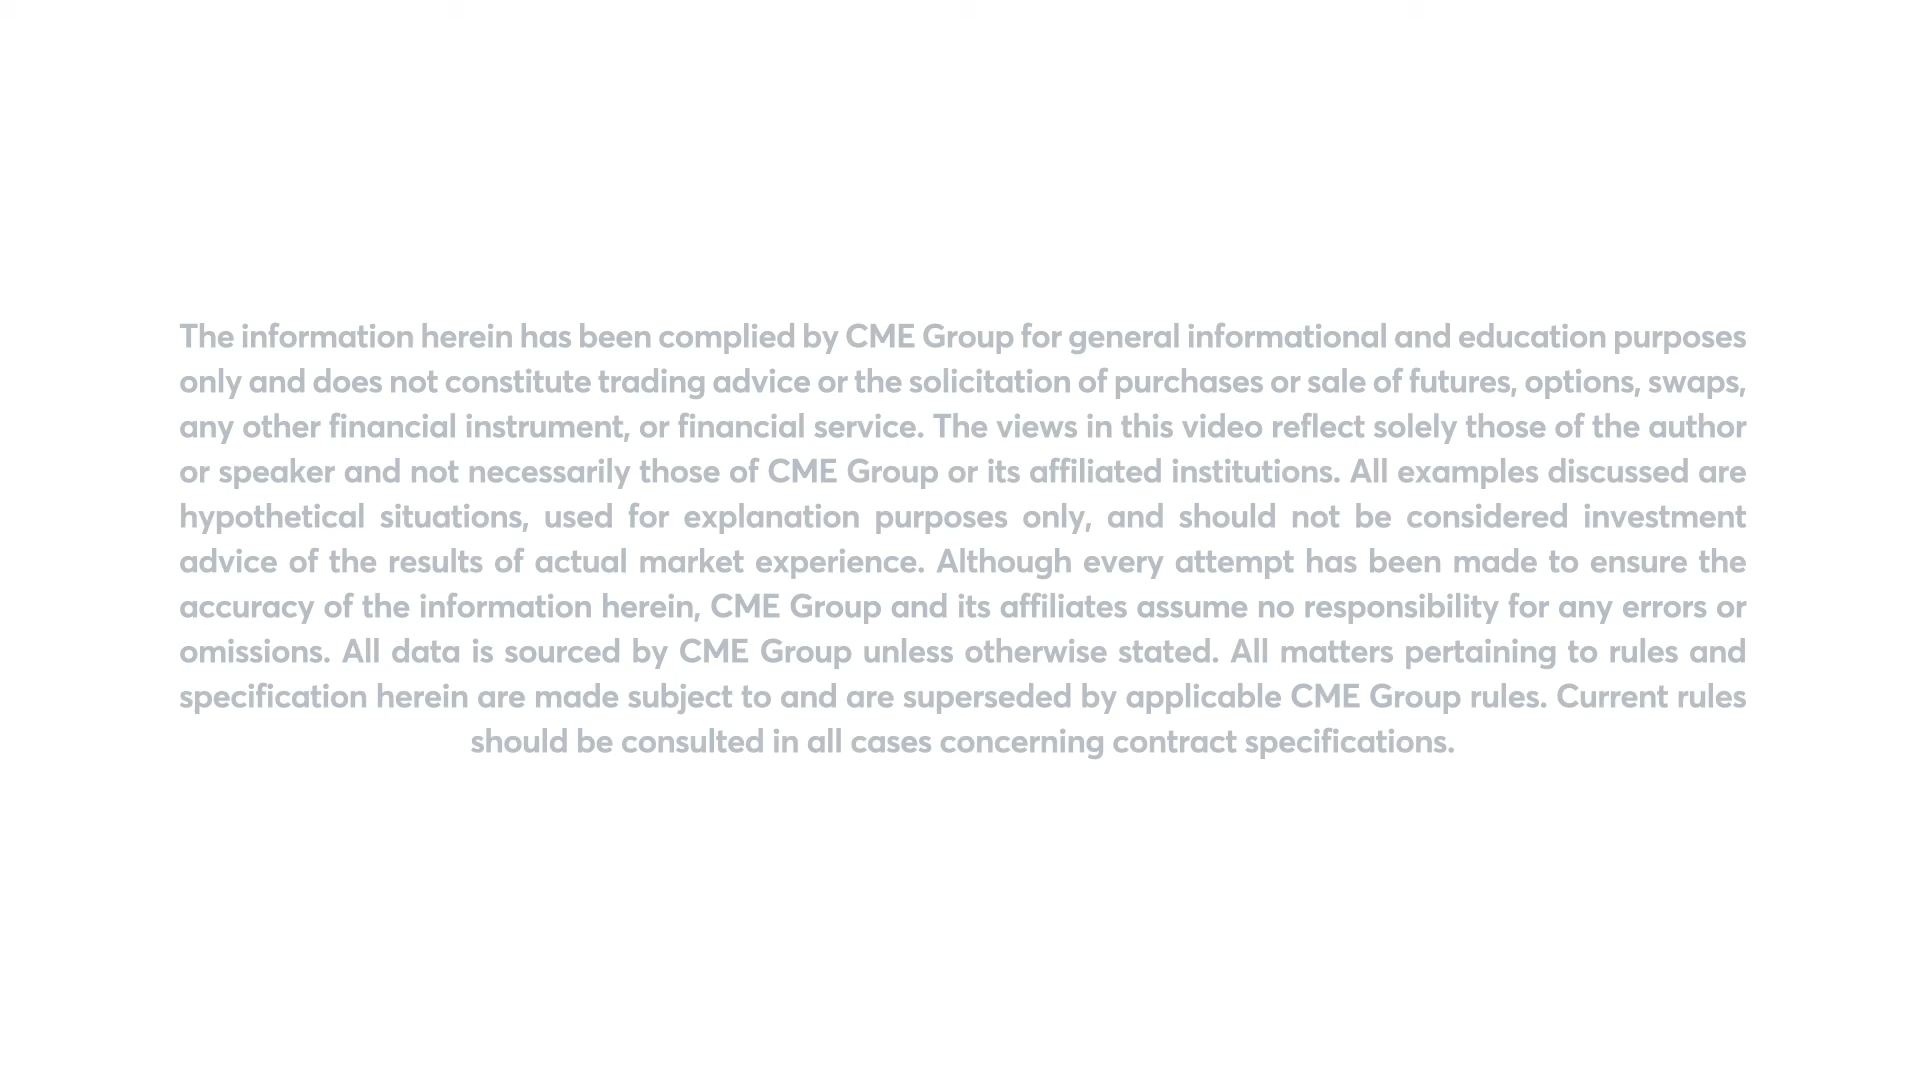 The information herein has been complied by CME Group for general informational and education purposes
only and does not constitute trading advice or the solicitation of purchases or sale of futures, options, swaps,
any other financial instrument, or financial service. The views in this video reflect solely those of the author
or speaker and not necessarily those of CME Group or its affiliated institutions. All examples discussed are
hypothetical situations, used for explanation purposes only, and should not be considered investment
advice of the results of actual market experience. Although every attempt has been made to ensure the
accuracy of the information herein, CME Group and its affiliates assume no responsibility for any errors or
omissions. All data is sourced by CME Group unless otherwise stated. All matters pertaining to rules and
specification herein are made subject to and are superseded by applicable CME Group rules. Current rules
should be consulted in all cases concerning contract specifications.